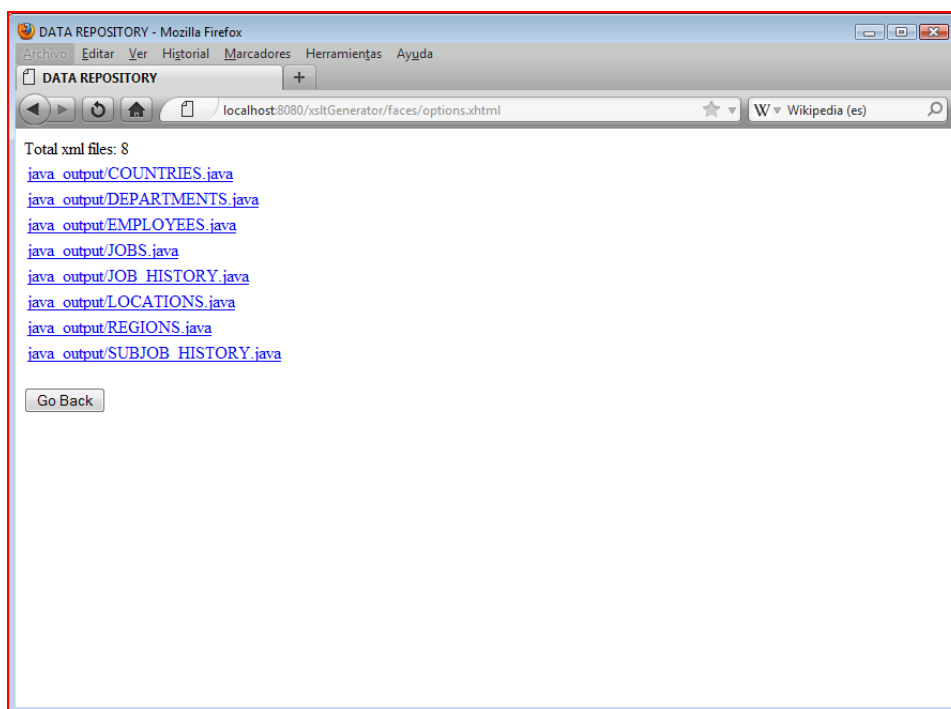 DATA REPOSITORY - Mozilla Firefox
Archivo Editar Ver Historial Marcadores Herramientas Ayuda
DATA REPOSITORY +
localhost:8080/xsltGenerator/faces/options.xhtml W Wikipedia (es)
Total xml files: 8
java_output/COUNTRIES.java
java_output/DEPARTMENTS.java
java_output/EMPLOYEES.java
java_output/JOBS.java
java_output/JOB_HISTORY.java
java_output/LOCATIONS.java
java_output/REGIONS.java
java_output/SUBJOB_HISTORY.java
Go Back